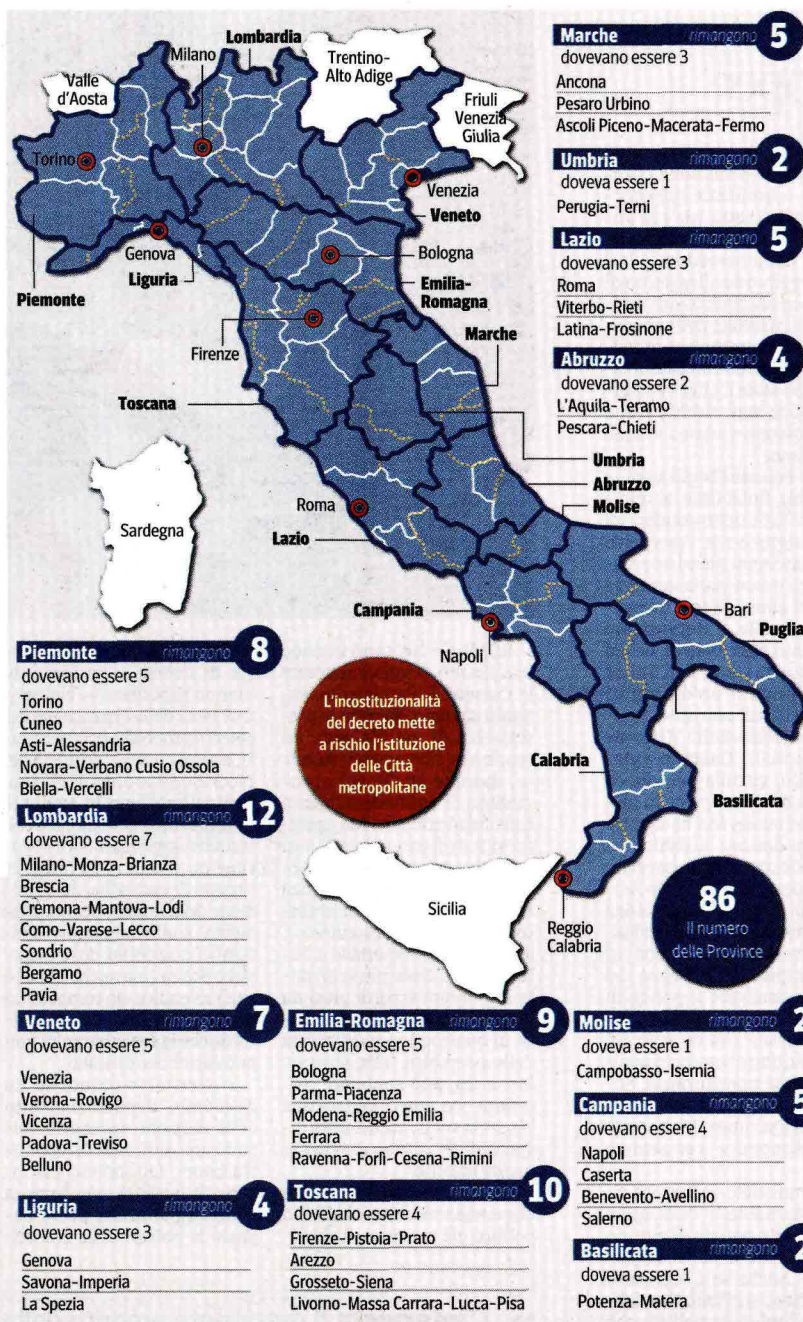 Lombardia
Milano
Trentino-
Alto Adige
Valle
d'Aosta
Friuli
Venezia
Giulia
Torino
Venezia
Veneto
Genova
Liguria
Bologna
Piemonte
Emilia-
Romagna
Firenze
Marche
Toscana
Umbria
Abruzzo
Molise
Roma
Lazio
Sardegna
Campania
Bari
Puglia
Napoli
L'incostituzionalità
del decreto mette
a rischio l'istituzione
delle Città
metropolitane
Calabria
Basilicata
Sicilia
Reggio
Calabria
86
Il numero
delle Province
Marche rimangono 5
dovevano essere 3
Ancona
Pesaro Urbino
Ascoli Piceno-Macerata-Fermo
Umbria rimangono 2
doveva essere 1
Perugia-Terni
Lazio rimangono 5
dovevano essere 3
Roma
Viterbo-Rieti
Latina-Frosinone
Abruzzo rimangono 4
dovevano essere 2
L'Aquila-Teramo
Pescara-Chieti
Piemonte rimangono 8
dovevano essere 5
Torino
Cuneo
Asti-Alessandria
Novara-Verbano Cusio Ossola
Biella-Vercelli
Lombardia rimangono 12
dovevano essere 7
Milano-Monza-Brianza
Brescia
Cremona-Mantova-Lodi
Como-Varese-Lecco
Sondrio
Bergamo
Pavia
Veneto rimangono 7
dovevano essere 5
Venezia
Verona-Rovigo
Vicenza
Padova-Treviso
Belluno
Liguria rimangono 4
dovevano essere 3
Genova
Savona-Imperia
La Spezia
Emilia-Romagna rimangono 9
dovevano essere 5
Bologna
Parma-Piacenza
Modena-Reggio Emilia
Ferrara
Ravenna-Forlì-Cesena-Rimini
Toscana rimangono 10
dovevano essere 4
Firenze-Pistoia-Prato
Arezzo
Grosseto-Siena
Livorno-Massa Carrara-Lucca-Pisa
Molise rimangono 2
doveva essere 1
Campobasso-Isernia
Campania rimangono 5
dovevano essere 4
Napoli
Caserta
Benevento-Avellino
Salerno
Basilicata rimangono 2
doveva essere 1
Potenza-Matera